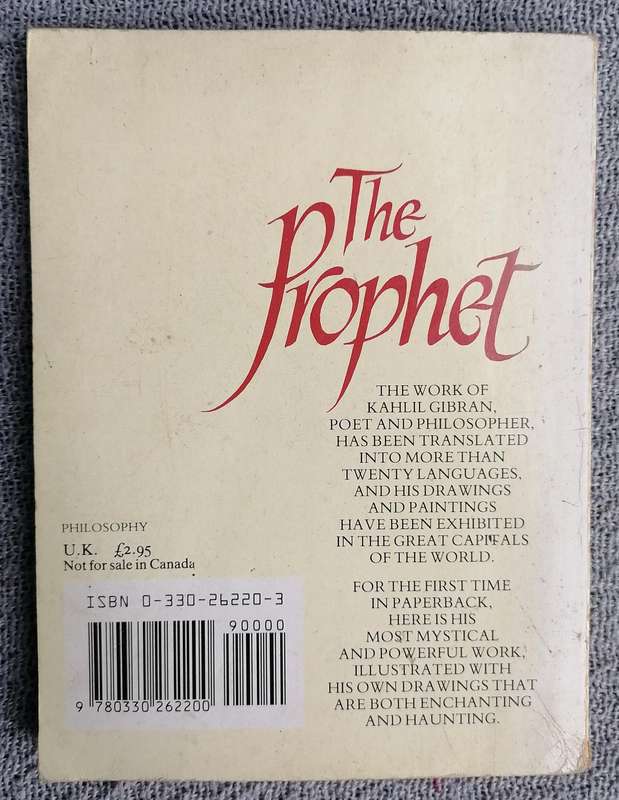 The
Prophet
THE WORK OF
KAHLIL GIBRAN,
POET AND PHILOSOPHER,
HAS BEEN TRANSLATED
INTO MORE THAN
TWENTY LANGUAGES,
AND HIS DRAWINGS
AND PAINTINGS
HAVE BEEN EXHIBITED
IN THE GREAT CAPITALS
OF THE WORLD.
FOR THE FIRST TIME
IN PAPERBACK,
HERE IS HIS
MOST MYSTICAL
AND POWERFUL WORK,
ILLUSTRATED WITH
HIS OWN DRAWINGS THAT
ARE BOTH ENCHANTING
AND HAUNTING.
PHILOSOPHY
U.K. £2.95
Not for sale in Canada
ISBN 0-330-26220-3
90000
9 780330 262200